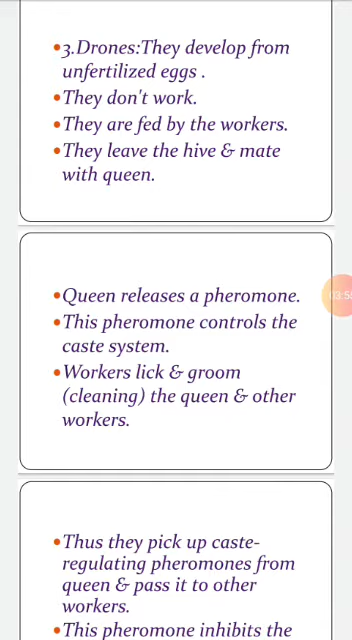 •3.Drones:They develop from
unfertilized eggs .
•They don't work.
•They are fed by the workers.
•They leave the hive & mate
with queen.
•Queen releases a pheromone.
•This pheromone controls the
caste system.
•Workers lick & groom
(cleaning) the queen & other
workers.
•Thus they pick up caste-
regulating pheromones from
queen & pass it to other
workers.
•This pheromone inhibits the